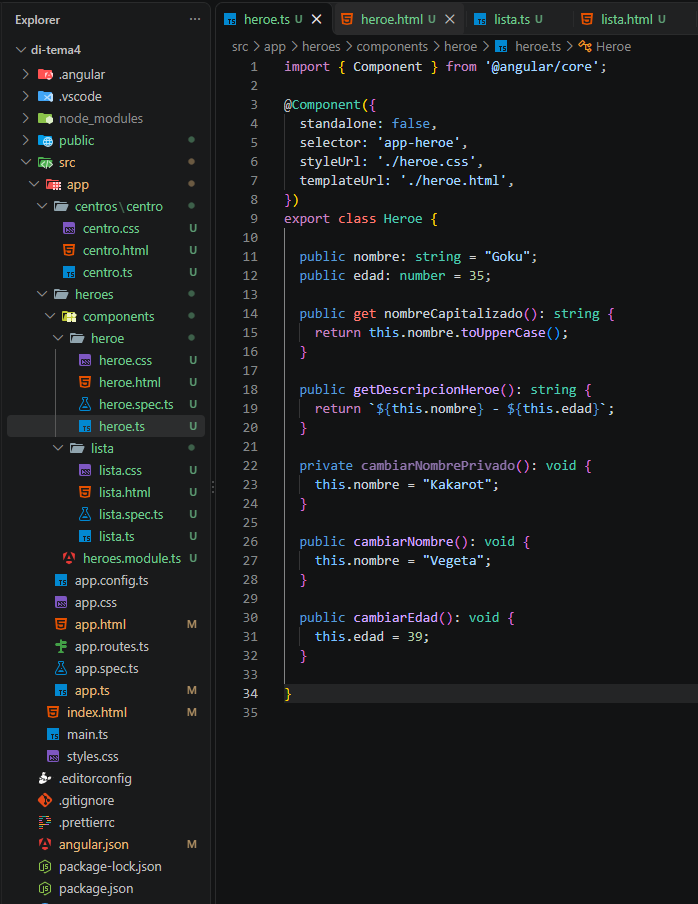 Explorer
···
di-tema4
.angular
.vscode
node_modules
public
src
app
centros\centro
centro.css U
centro.html U
centro.ts U
heroes
components
heroe
heroe.css U
heroe.html U
heroe.spec.ts U
heroe.ts U
lista
lista.css U
lista.html U
lista.spec.ts U
lista.ts U
heroes.module.ts U
app.config.ts
app.css
app.html M
app.routes.ts
app.spec.ts
app.ts M
index.html M
main.ts
styles.css
.editorconfig
.gitignore
.prettierrc
angular.json M
package-lock.json
package.json
heroe.ts U heroe.html U lista.ts U lista.html U
src > app > heroes > components > heroe > heroe.ts > Heroe
1 import { Component } from '@angular/core';
2
3 @Component({
4   standalone: false,
5   selector: 'app-heroe',
6   styleUrl: './heroe.css',
7   templateUrl: './heroe.html',
8 })
9 export class Heroe {
10
11   public nombre: string = "Goku";
12   public edad: number = 35;
13
14   public get nombreCapitalizado(): string {
15     return this.nombre.toUpperCase();
16   }
17
18   public getDescripcionHeroe(): string {
19     return `${this.nombre} - ${this.edad}`;
20   }
21
22   private cambiarNombrePrivado(): void {
23     this.nombre = "Kakarot";
24   }
25
26   public cambiarNombre(): void {
27     this.nombre = "Vegeta";
28   }
29
30   public cambiarEdad(): void {
31     this.edad = 39;
32   }
33
34 }
35